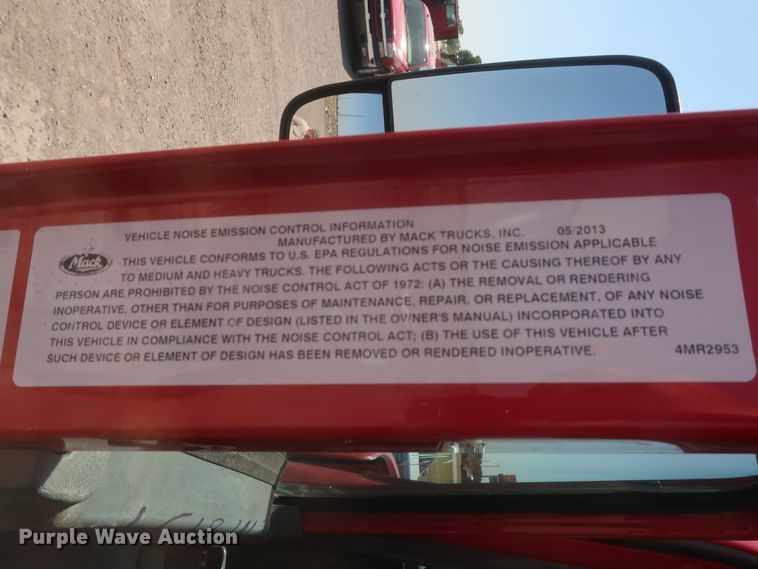 VEHICLE NOISE EMISSION CONTROL INFORMATION
MANUFACTURED BY MACK TRUCKS, INC. 05/2013
Mack
THIS VEHICLE CONFORMS TO U.S. EPA REGULATIONS FOR NOISE EMISSION APPLICABLE
TO MEDIUM AND HEAVY TRUCKS. THE FOLLOWING ACTS OR THE CAUSING THEREOF BY ANY
PERSON ARE PROHIBITED BY THE NOISE CONTROL ACT OF 1972: (A) THE REMOVAL OR RENDERING
INOPERATIVE, OTHER THAN FOR PURPOSES OF MAINTENANCE, REPAIR, OR REPLACEMENT, OF ANY NOISE
CONTROL DEVICE OR ELEMENT OF DESIGN (LISTED IN THE OWNER'S MANUAL) INCORPORATED INTO
THIS VEHICLE IN COMPLIANCE WITH THE NOISE CONTROL ACT; (B) THE USE OF THIS VEHICLE AFTER
SUCH DEVICE OR ELEMENT OF DESIGN HAS BEEN REMOVED OR RENDERED INOPERATIVE. 4MR2953
Purple Wave Auction